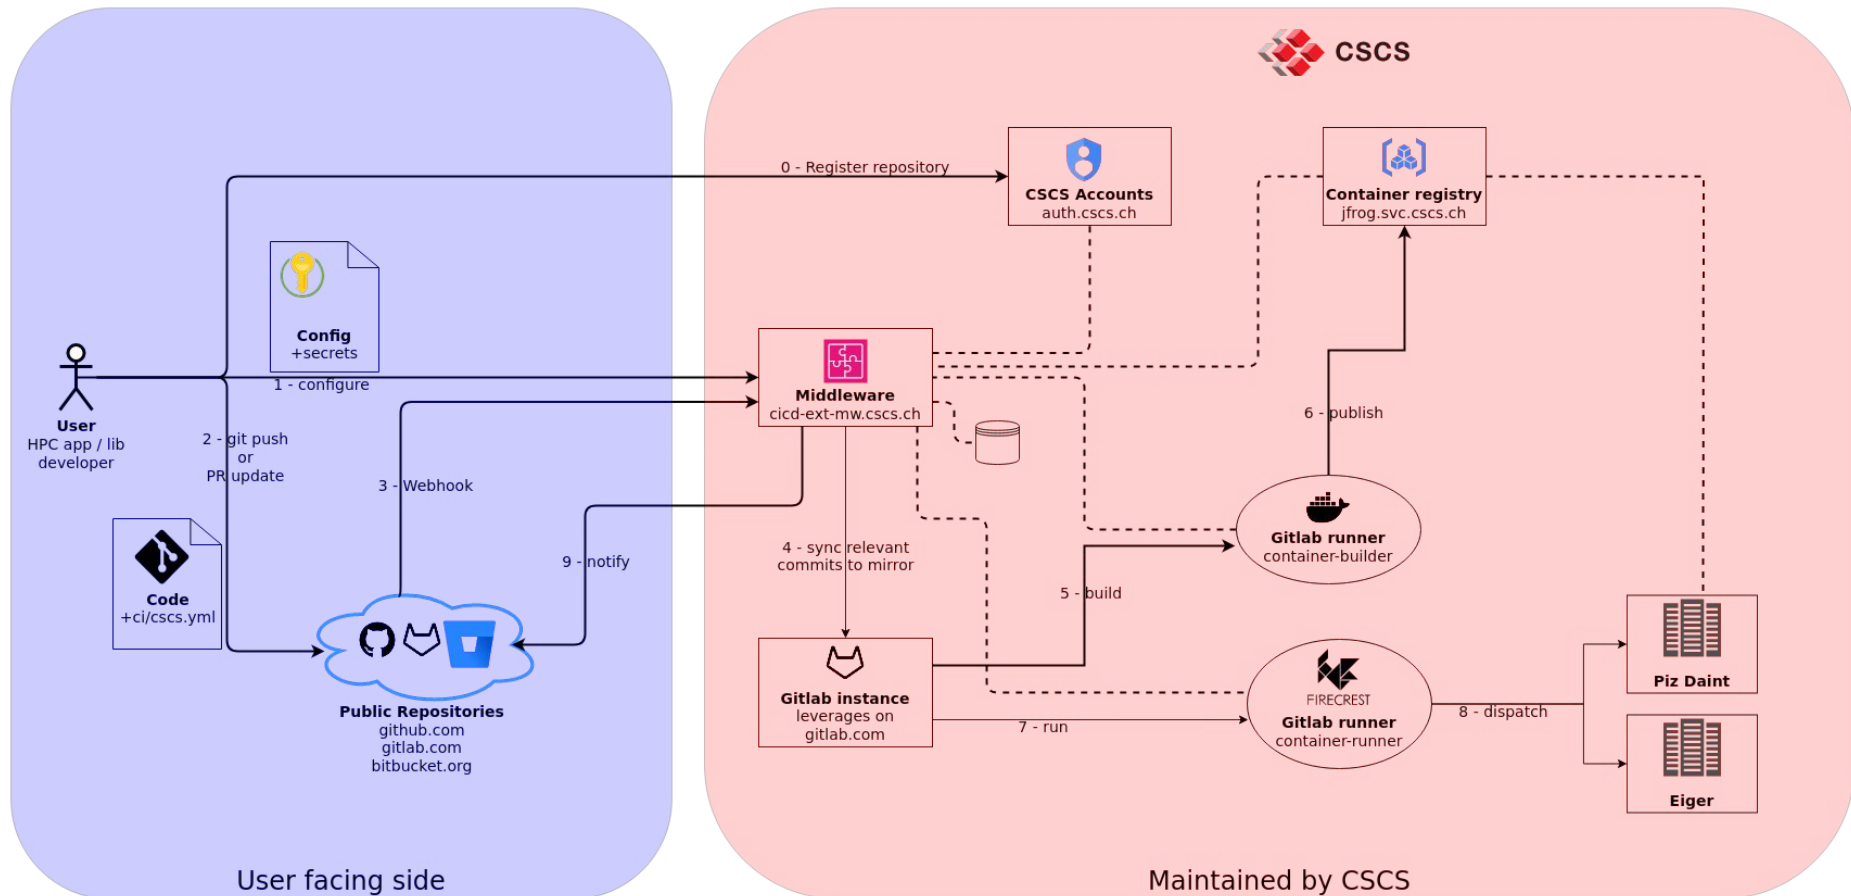 CSCS
0 - Register repository
CSCS Accounts
auth.cscs.ch
Container registry
jfrog.svc.cscs.ch
Config
+secrets
1 - configure
User
HPC app / lib
developer
2 - git push
or
PR update
3 - Webhook
Middleware
cicd-ext-mw.cscs.ch
6 - publish
Code
+ci/cscs.yml
9 - notify
4 - sync relevant
commits to mirror
5 - build
Gitlab runner
container-builder
Public Repositories
github.com
gitlab.com
bitbucket.org
Gitlab instance
leverages on
gitlab.com
7 - run
FIRECREST
Gitlab runner
container-runner
8 - dispatch
Piz Daint
Eiger
User facing side
Maintained by CSCS